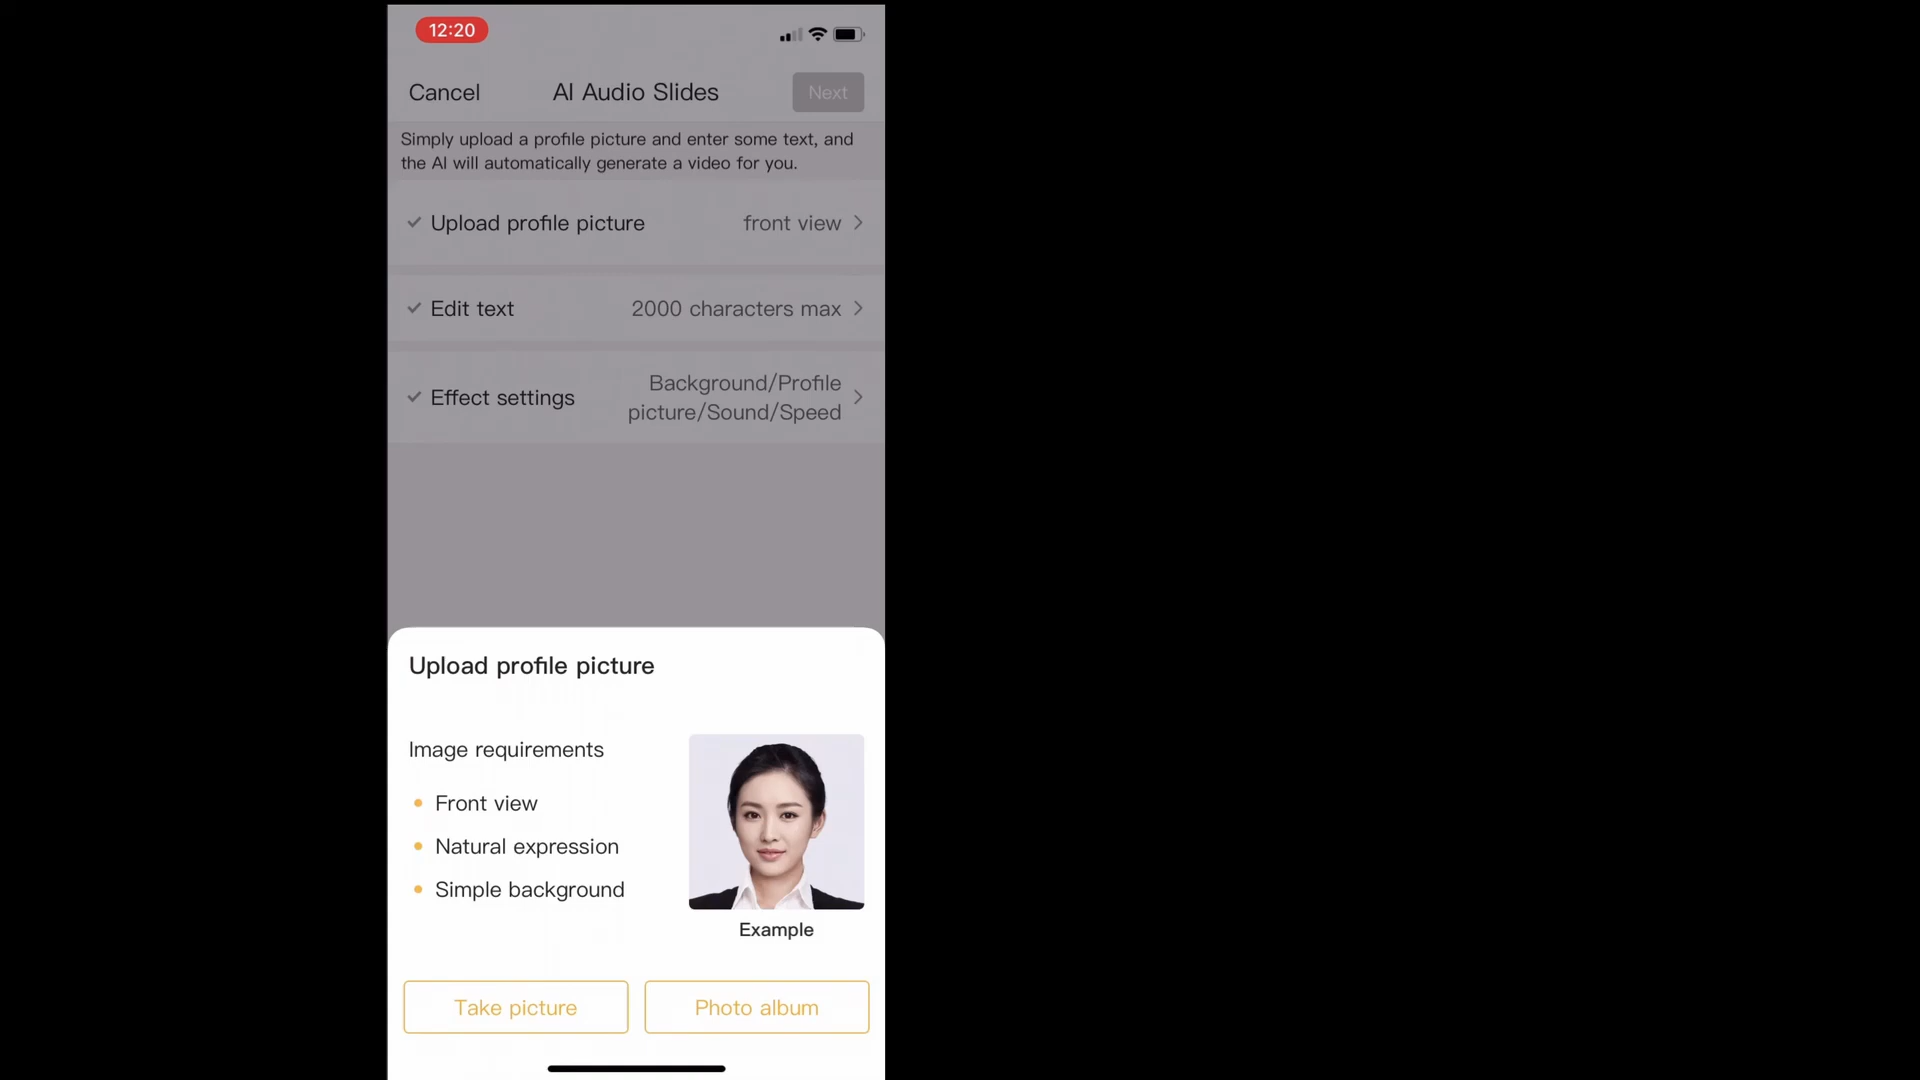 12:20
Cancel
AI Audio Slides
Next
Simply upload a profile picture and enter some text, and
the AI will automatically generate a video for you.
Upload profile picture
front view
Edit text
2000 characters max
Effect settings
Background/Profile
picture/Sound/Speed
Upload profile picture
Image requirements
Front view
Natural expression
Simple background
Example
Take picture
Photo album